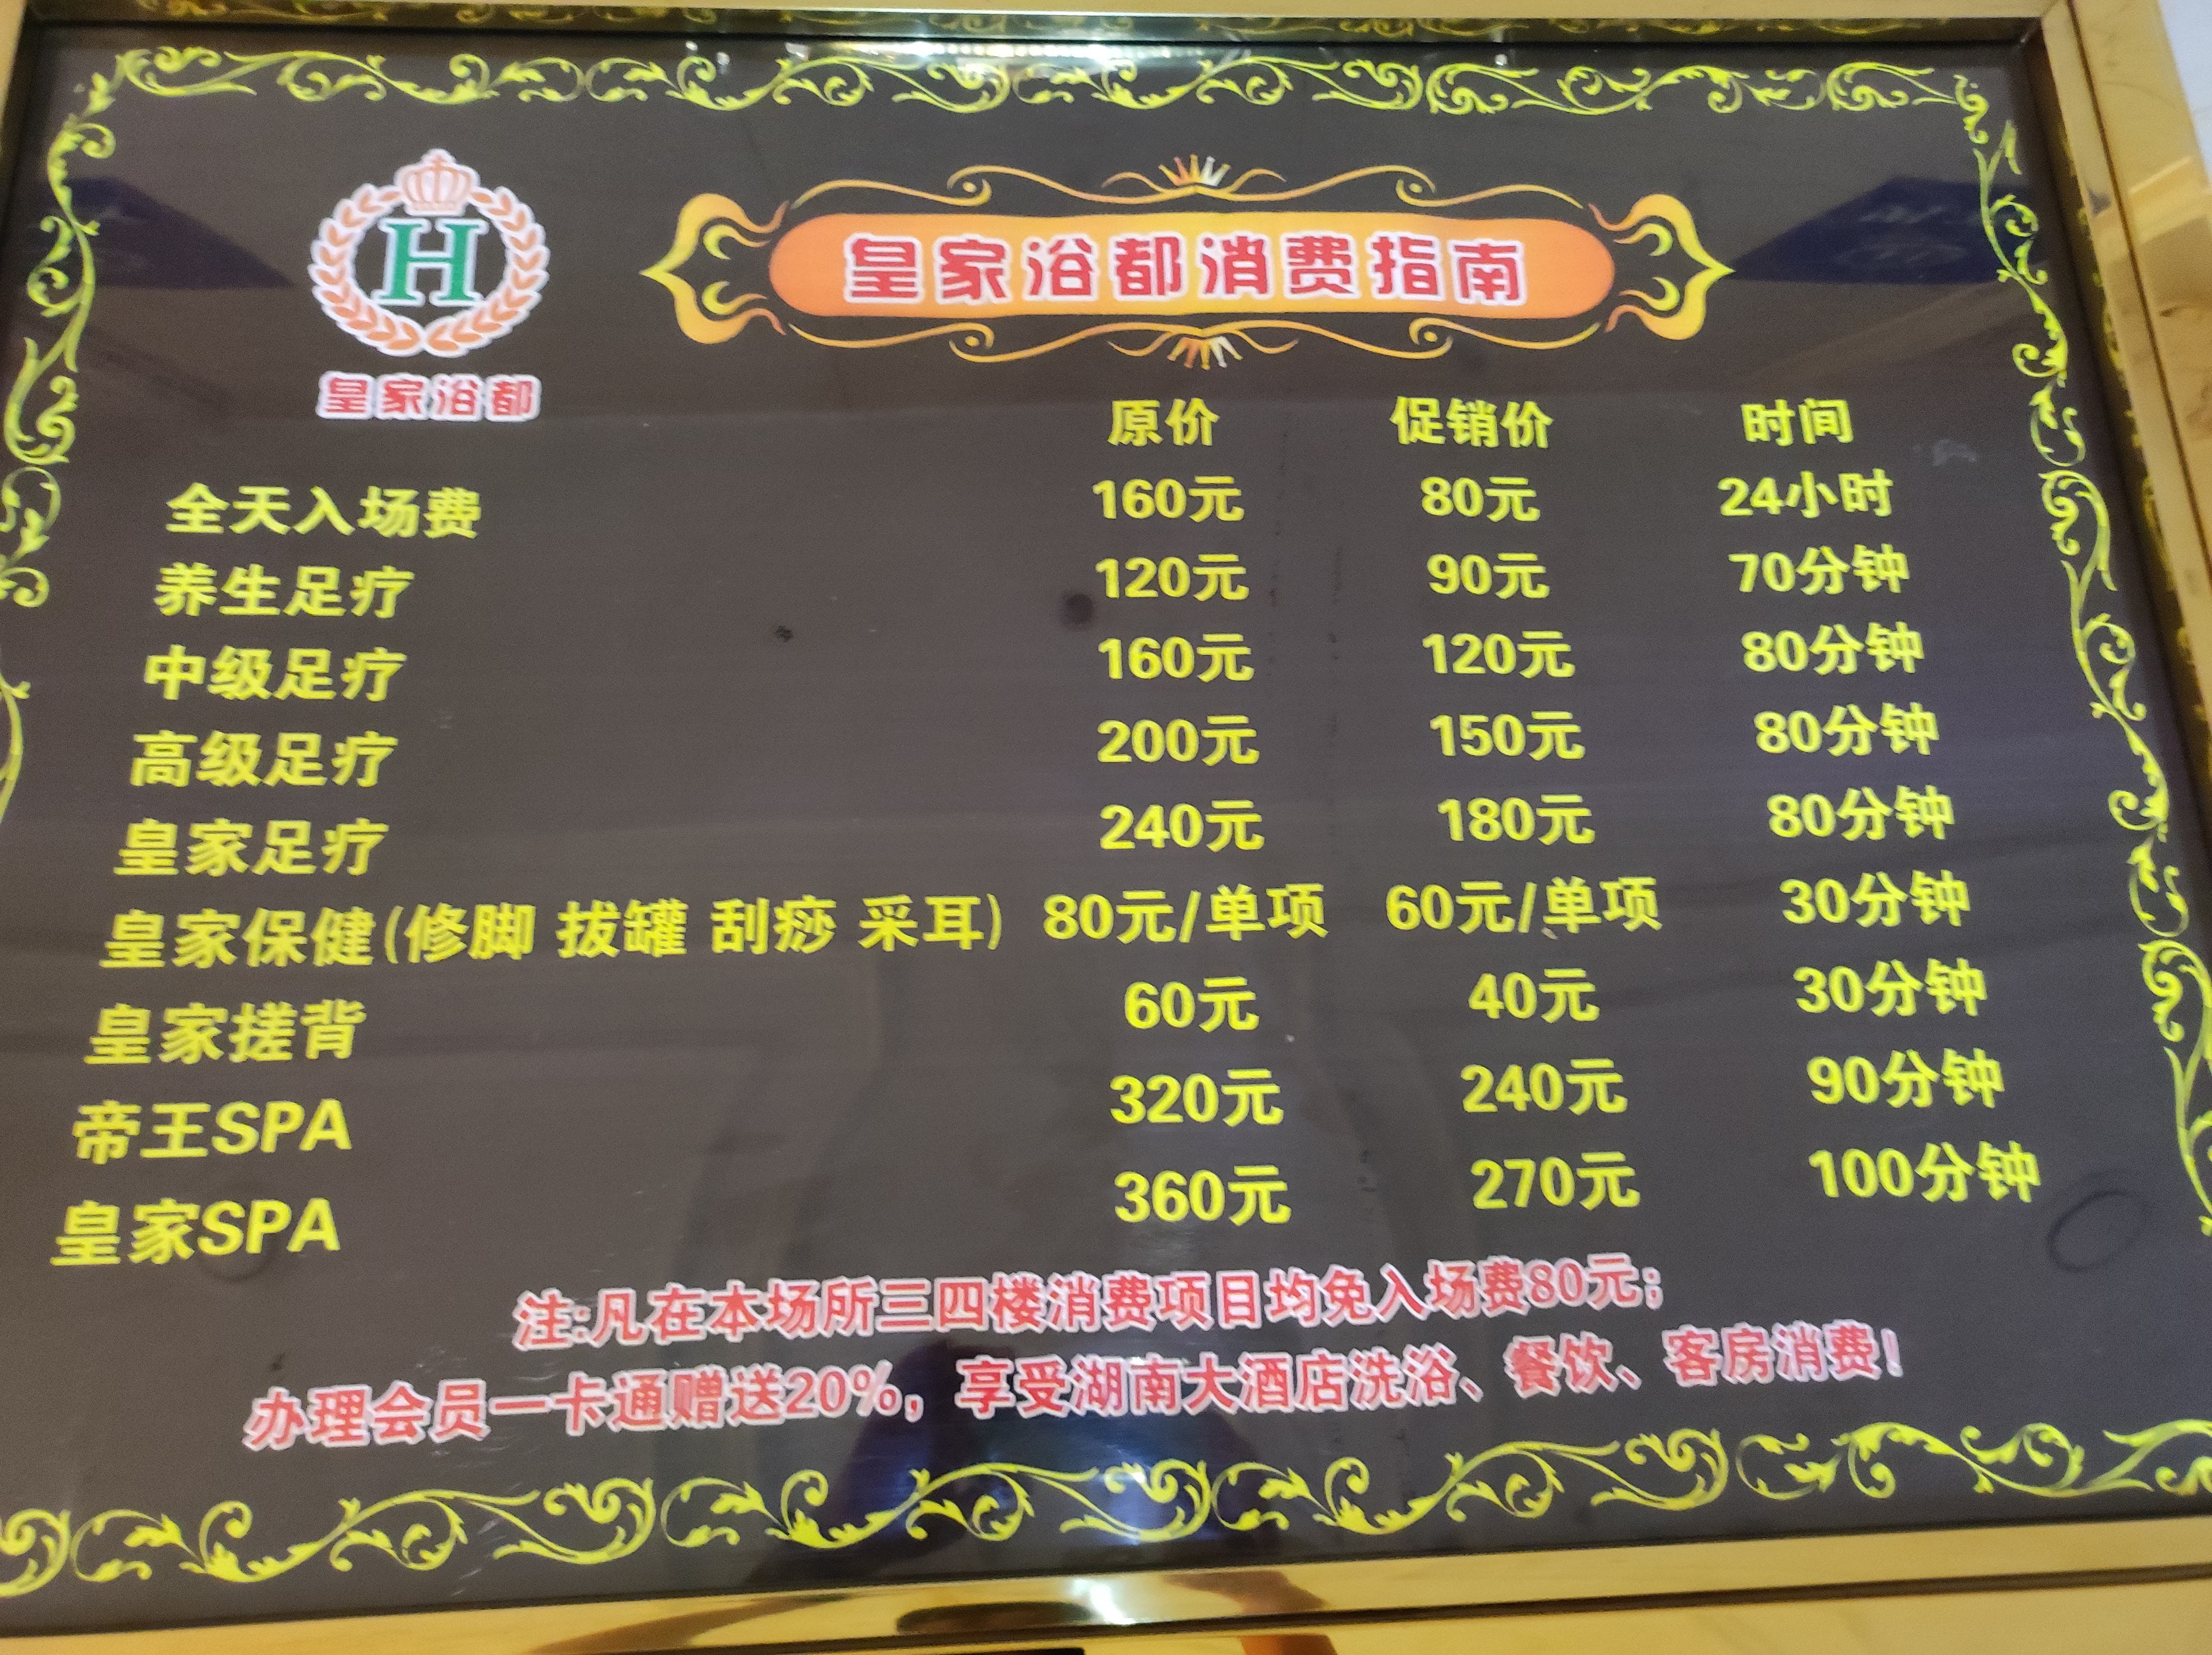 H
皇家浴都
皇家浴都消费指南
原价 促销价 时间
全天入场费 160元 80元 24小时
养生足疗 120元 90元 70分钟
中级足疗 160元 120元 80分钟
高级足疗 200元 150元 80分钟
皇家足疗 240元 180元 80分钟
皇家保健(修脚 拔罐 刮痧 采耳) 80元/单项 60元/单项 30分钟
皇家搓背 60元 40元 30分钟
帝王SPA 320元 240元 90分钟
皇家SPA 360元 270元 100分钟
注:凡在本场所三四楼消费项目均免入场费80元;
办理会员一卡通赠送20%，享受湖南大酒店洗浴、餐饮、客房消费!